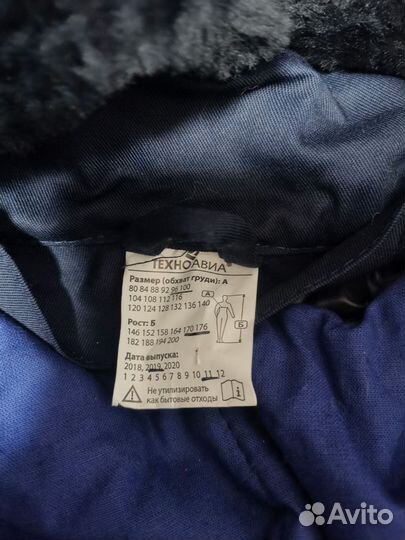 ТЕХНОАВИА
Размер (обхват груди): А
80 84 88 92 96 100
104 108 112 116
120 124 128 132 136 140
А
Б
Рост: Б
146 152 158 164 170 176
182 188 194 200
Дата выпуска:
2018, 2019, 2020
1 2 3 4 5 6 7 8 9 10 11 12
Не утилизировать
как бытовые отходы
i
Avito